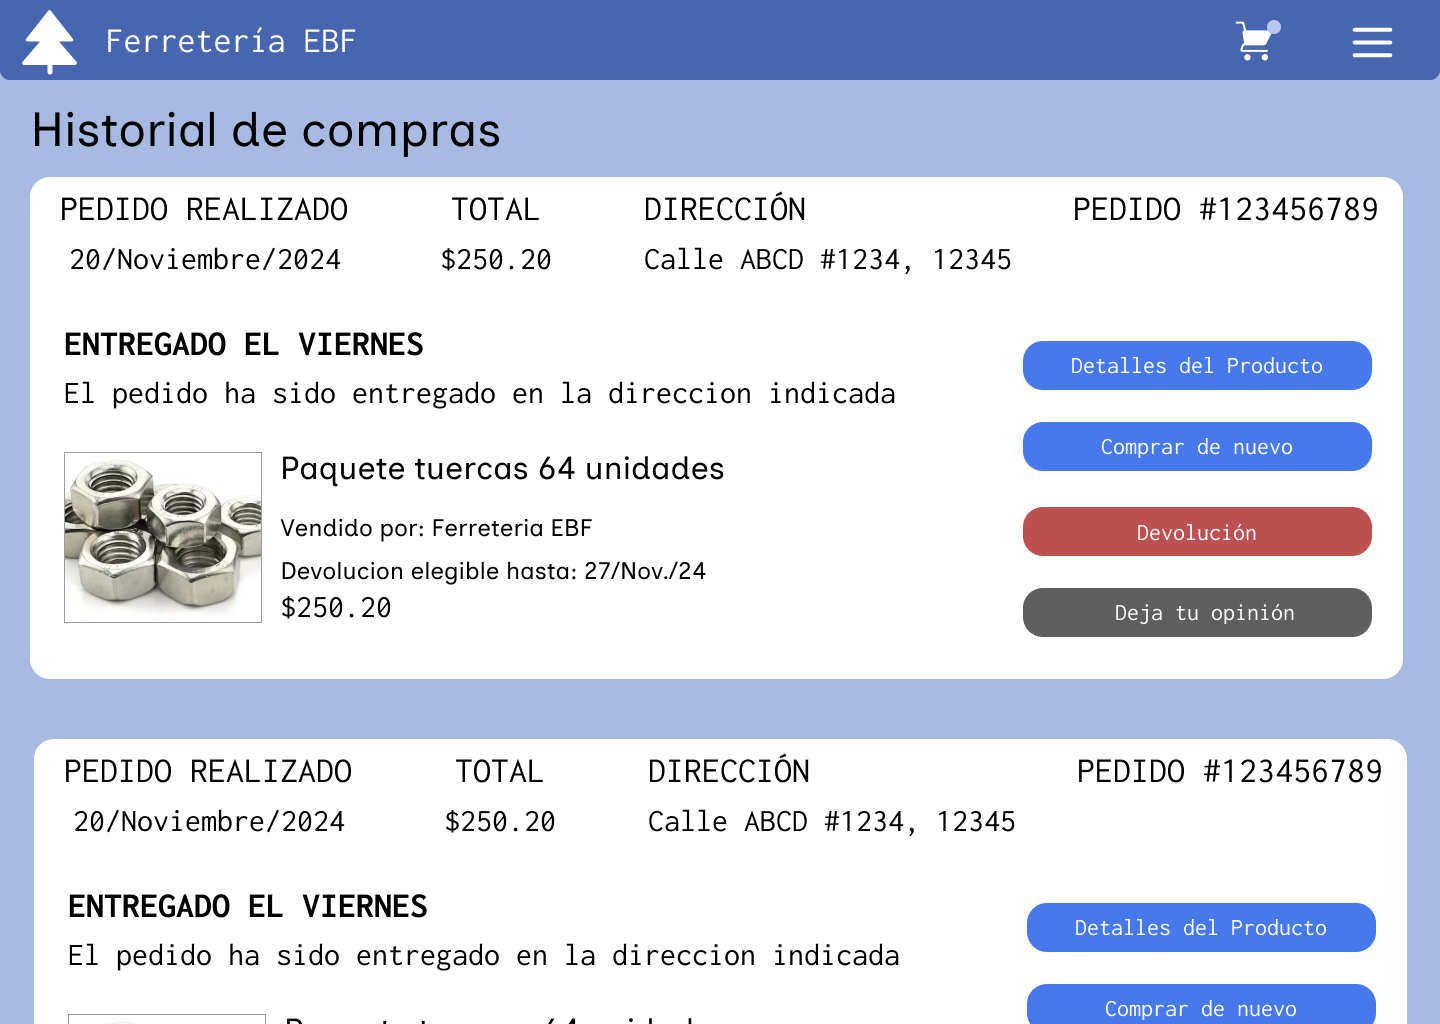 Ferretería EBF
Historial de compras
PEDIDO REALIZADO TOTAL DIRECCIÓN PEDIDO #123456789
20/Noviembre/2024 $250.20 Calle ABCD #1234, 12345
ENTREGADO EL VIERNES
El pedido ha sido entregado en la direccion indicada
Detalles del Producto
Comprar de nuevo
Devolución
Deja tu opinión
Paquete tuercas 64 unidades
Vendido por: Ferreteria EBF
Devolucion elegible hasta: 27/Nov./24
$250.20
PEDIDO REALIZADO TOTAL DIRECCIÓN PEDIDO #123456789
20/Noviembre/2024 $250.20 Calle ABCD #1234, 12345
ENTREGADO EL VIERNES
El pedido ha sido entregado en la direccion indicada
Detalles del Producto
Comprar de nuevo